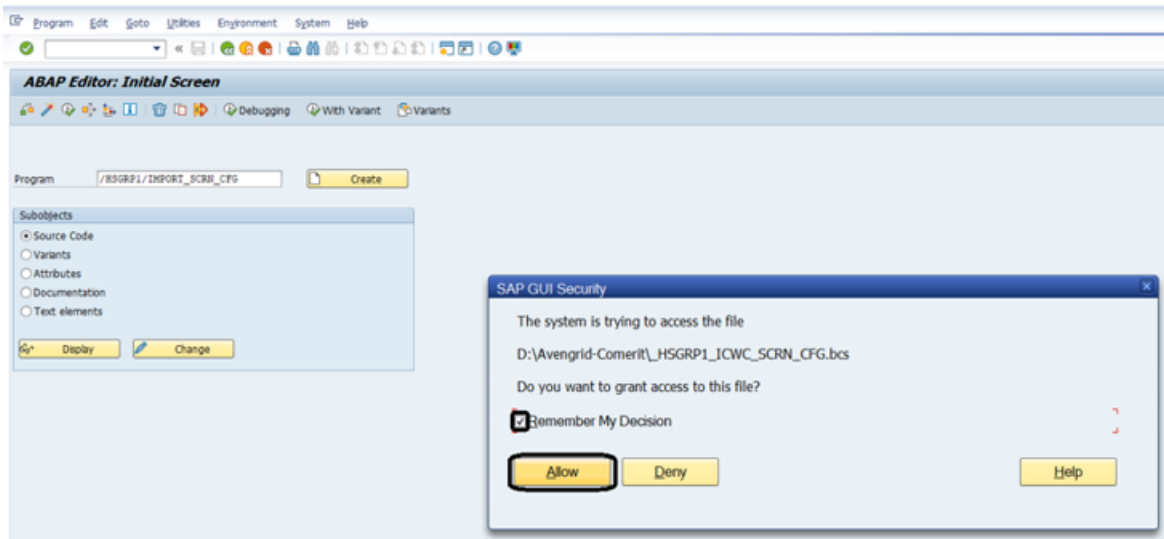 Program Edit Goto Utilities Environment System Help
ABAP Editor: Initial Screen
Debugging With Variant Variants
Program /HSGRP1/IMPORT_SCRN_CFG Create
Subobjects
Source Code
Variants
Attributes
Documentation
Text elements
Display Change
SAP GUI Security
The system is trying to access the file
D:\Avengrid-Comerit\_HSGRP1_ICWC_SCRN_CFG.bcs
Do you want to grant access to this file?
Remember My Decision
Allow Deny Help